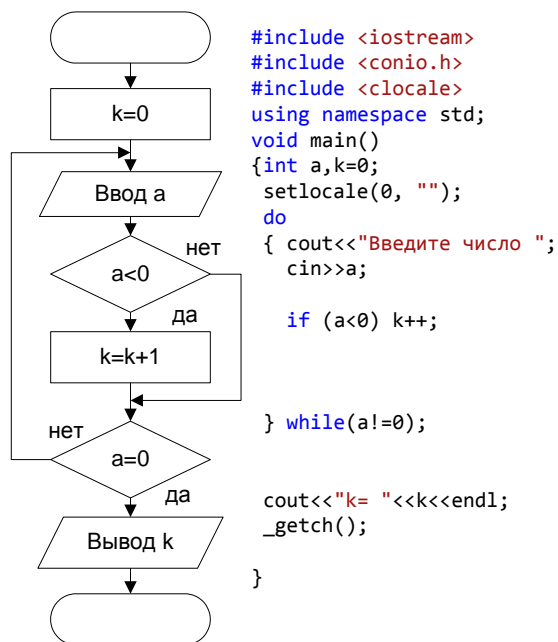 k=0
Ввод a
нет
a<0
да
k=k+1
нет
a=0
да
Вывод k
#include <iostream>
#include <conio.h>
#include <clocale>
using namespace std;
void main()
{int a,k=0;
setlocale(0, "");
do
{ cout<<"Введите число ";
cin>>a;
if (a<0) k++;
} while(a!=0);
cout<<"k= "<<k<<endl;
_getch();
}